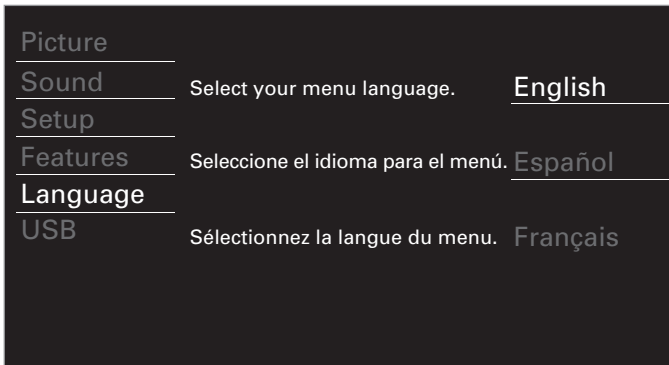 Picture
Sound
Setup
Features
Language
USB
Select your menu language.
English
Seleccione el idioma para el menú.
Español
Sélectionnez la langue du menu.
Français